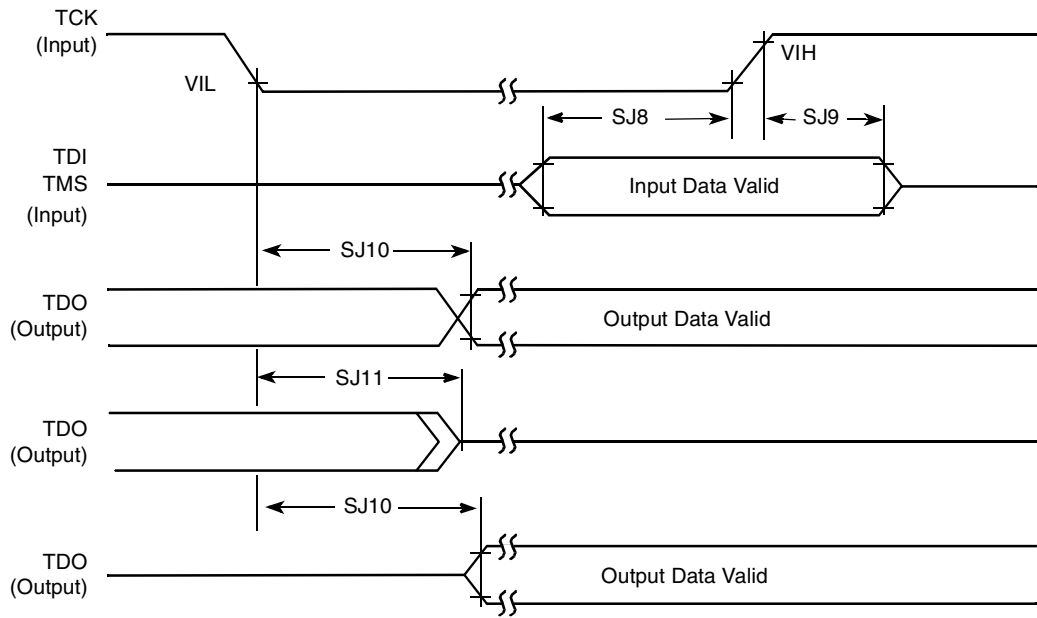 TCK
(Input)
VIL
VIH
SJ8
SJ9
TDI
TMS
(Input)
Input Data Valid
SJ10
TDO
(Output)
Output Data Valid
SJ11
TDO
(Output)
SJ10
TDO
(Output)
Output Data Valid